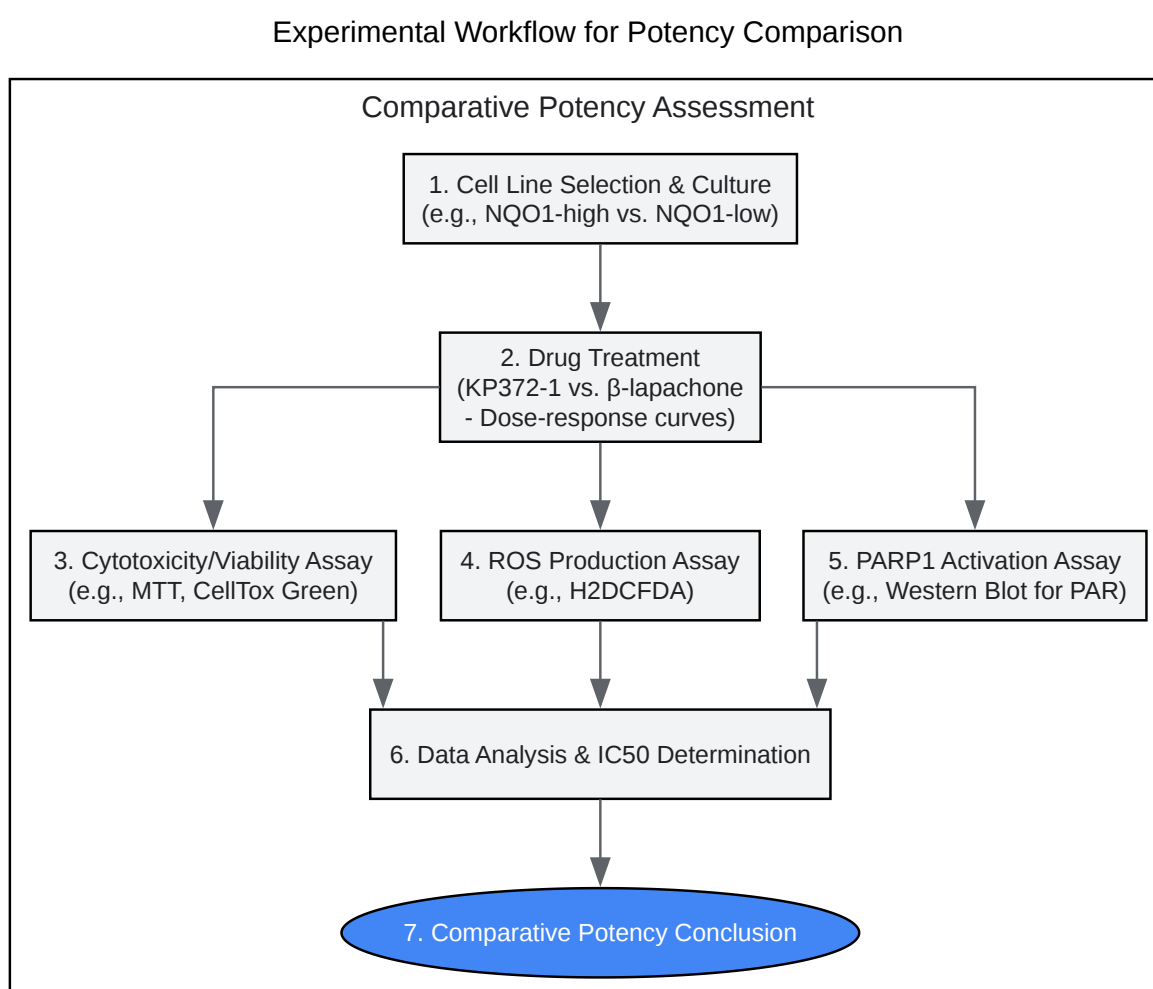 Experimental Workflow for Potency Comparison
Comparative Potency Assessment
1. Cell Line Selection & Culture
(e.g., NQO1-high vs. NQO1-low)
2. Drug Treatment
(KP372-1 vs. β-lapachone
- Dose-response curves)
3. Cytotoxicity/Viability Assay
(e.g., MTT, CellTox Green)
4. ROS Production Assay
(e.g., H2DCFDA)
5. PARP1 Activation Assay
(e.g., Western Blot for PAR)
6. Data Analysis & IC50 Determination
7. Comparative Potency Conclusion